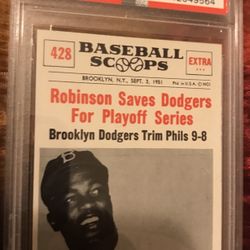 428
BASEBALL
SCOOPS
EXTRA
BROOKLYN, N.Y., SEPT. 3, 1951
Robinson Saves Dodgers
For Playoff Series
Brooklyn Dodgers Trim Phils 9-8
B